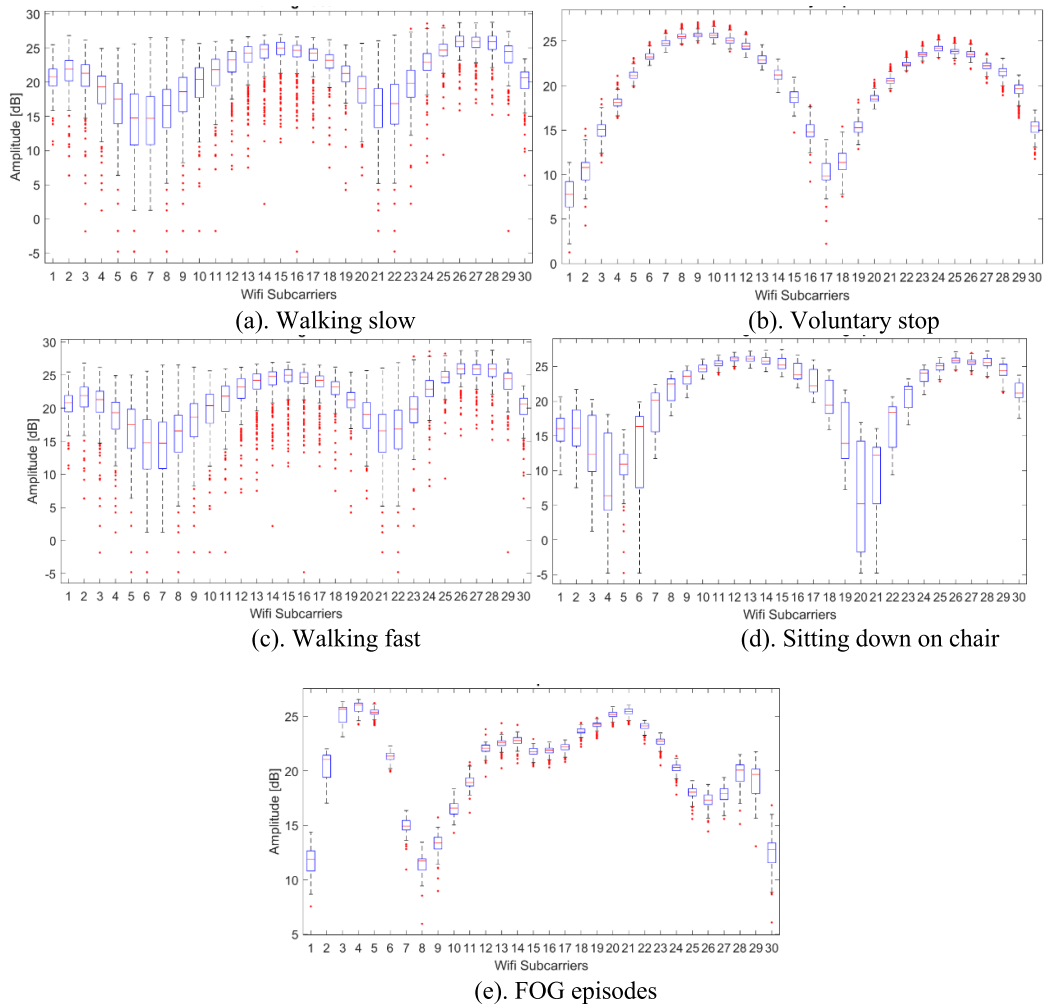 30
25
20
15
10
5
0
-5
Amplitude [dB]
1 2 3 4 5 6 7 8 9 10 11 12 13 14 15 16 17 18 19 20 21 22 23 24 25 26 27 28 29 30
Wifi Subcarriers
(a). Walking slow
25
20
15
10
5
0
1 2 3 4 5 6 7 8 9 10 11 12 13 14 15 16 17 18 19 20 21 22 23 24 25 26 27 28 29 30
Wifi Subcarriers
(b). Voluntary stop
30
25
20
15
10
5
0
-5
Amplitude [dB]
1 2 3 4 5 6 7 8 9 10 11 12 13 14 15 16 17 18 19 20 21 22 23 24 25 26 27 28 29 30
Wifi Subcarriers
(c). Walking fast
25
20
15
10
5
0
-5
1 2 3 4 5 6 7 8 9 10 11 12 13 14 15 16 17 18 19 20 21 22 23 24 25 26 27 28 29 30
Wifi Subcarriers
(d). Sitting down on chair
25
20
15
10
5
Amplitude [dB]
1 2 3 4 5 6 7 8 9 10 11 12 13 14 15 16 17 18 19 20 21 22 23 24 25 26 27 28 29 30
Wifi Subcarriers
(e). FOG episodes